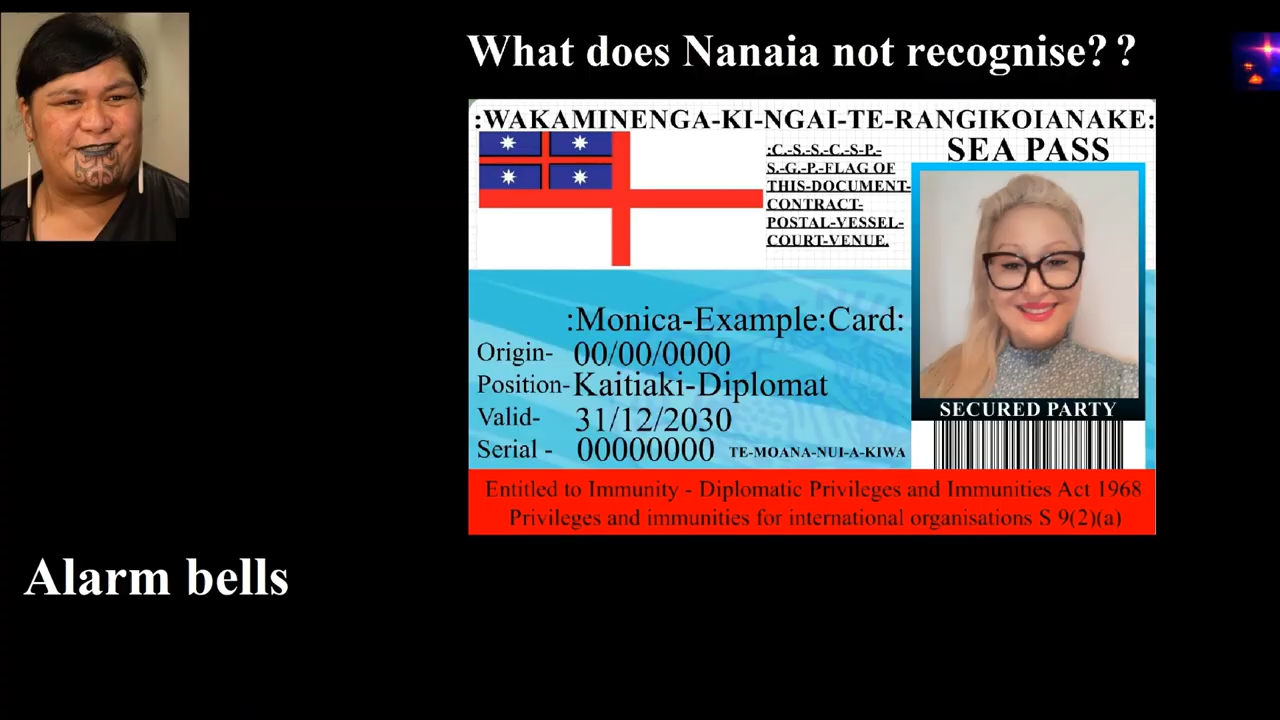 What does Nanaia not recognise? ?
:WAKAMINENGA-KI-NGAI-TE-RANGIKOIANAKE:
:C.-S.-S.-C.-S.-P.-
S.-G.-P.-FLAG OF
THIS-DOCUMENT-
CONTRACT-
POSTAL-VESSEL-
COURT-VENUE.
SEA PASS
:Monica-Example:Card:
Origin- 00/00/0000
Position- Kaitiaki-Diplomat
Valid- 31/12/2030
Serial - 00000000 TE-MOANA-NUI-A-KIWA
SECURED PARTY
Entitled to Immunity - Diplomatic Privileges and Immunities Act 1968
Privileges and immunities for international organisations S 9(2)(a)
Alarm bells